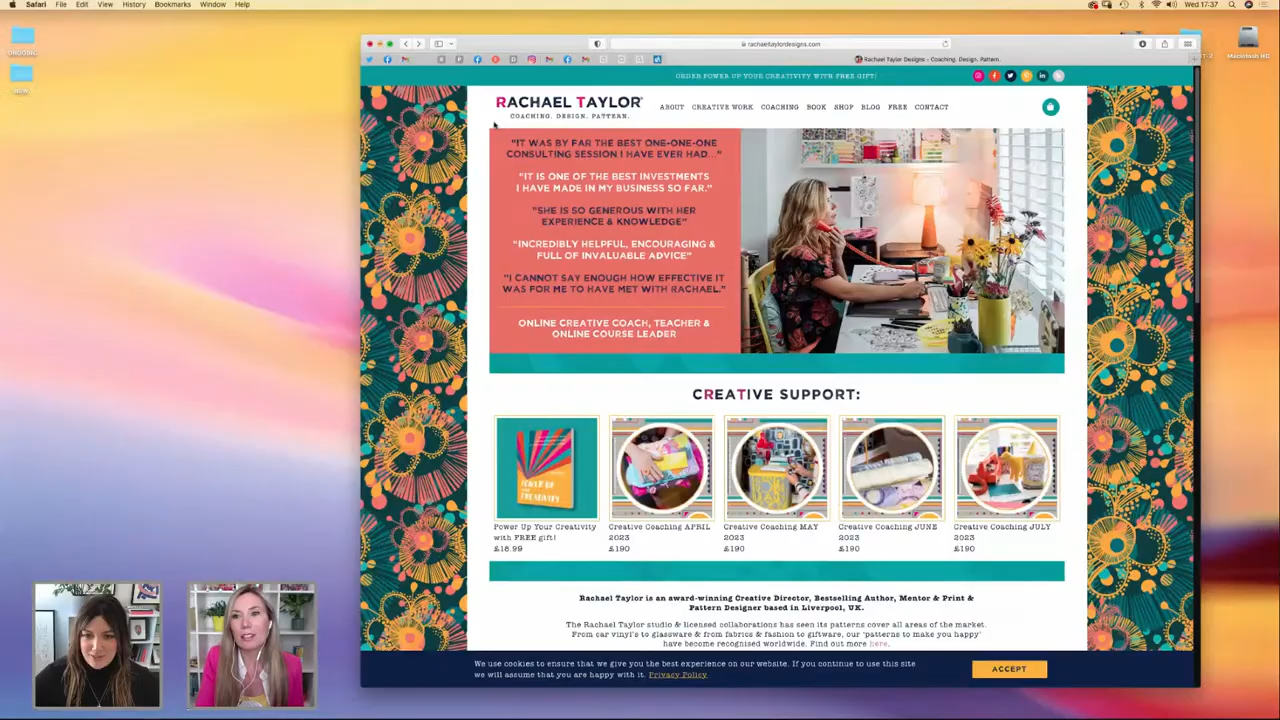 Safari File Edit View History Bookmarks Window Help
Wed 17:37
Macintosh HD
rachaeltaylordesigns.com
Rachael Taylor Designs – Coaching. Design. Pattern.
ORDER POWER UP YOUR CREATIVITY WITH FREE GIFT!
RACHAEL TAYLOR
COACHING. DESIGN. PATTERN.
ABOUT CREATIVE WORK COACHING BOOK SHOP BLOG FREE CONTACT
"IT WAS BY FAR THE BEST ONE-ONE-ONE
CONSULTING SESSION I HAVE EVER HAD..."
"IT IS ONE OF THE BEST INVESTMENTS
I HAVE MADE IN MY BUSINESS SO FAR."
"SHE IS SO GENEROUS WITH HER
EXPERIENCE & KNOWLEDGE"
"INCREDIBLY HELPFUL, ENCOURAGING &
FULL OF INVALUABLE ADVICE"
"I CANNOT SAY ENOUGH HOW EFFECTIVE IT
WAS FOR ME TO HAVE MET WITH RACHAEL."
ONLINE CREATIVE COACH, TEACHER &
ONLINE COURSE LEADER
CREATIVE SUPPORT:
POWER UP
CREATIVITY
Power Up Your Creativity
with FREE gift!
£18.99
Creative Coaching APRIL
2023
£190
Creative Coaching MAY
2023
£190
Creative Coaching JUNE
2023
£190
Creative Coaching JULY
2023
£190
Rachael Taylor is an award-winning Creative Director, Bestselling Author, Mentor & Print &
Pattern Designer based in Liverpool, UK.
The Rachael Taylor studio & licensed collaborations has seen its patterns cover all areas of the market.
From car vinyl's to glassware & from fabrics & fashion to giftware, our 'patterns to make you happy'
have become recognised worldwide. Find out more here.
We use cookies to ensure that we give you the best experience on our website. If you continue to use this site
we will assume that you are happy with it. Privacy Policy
ACCEPT